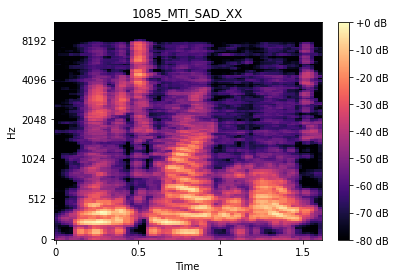 1085_MTI_SAD_XX
8192
4096
2048
1024
512
0
Hz
0
0.5
1
1.5
Time
+0 dB
-10 dB
-20 dB
-30 dB
-40 dB
-50 dB
-60 dB
-70 dB
-80 dB